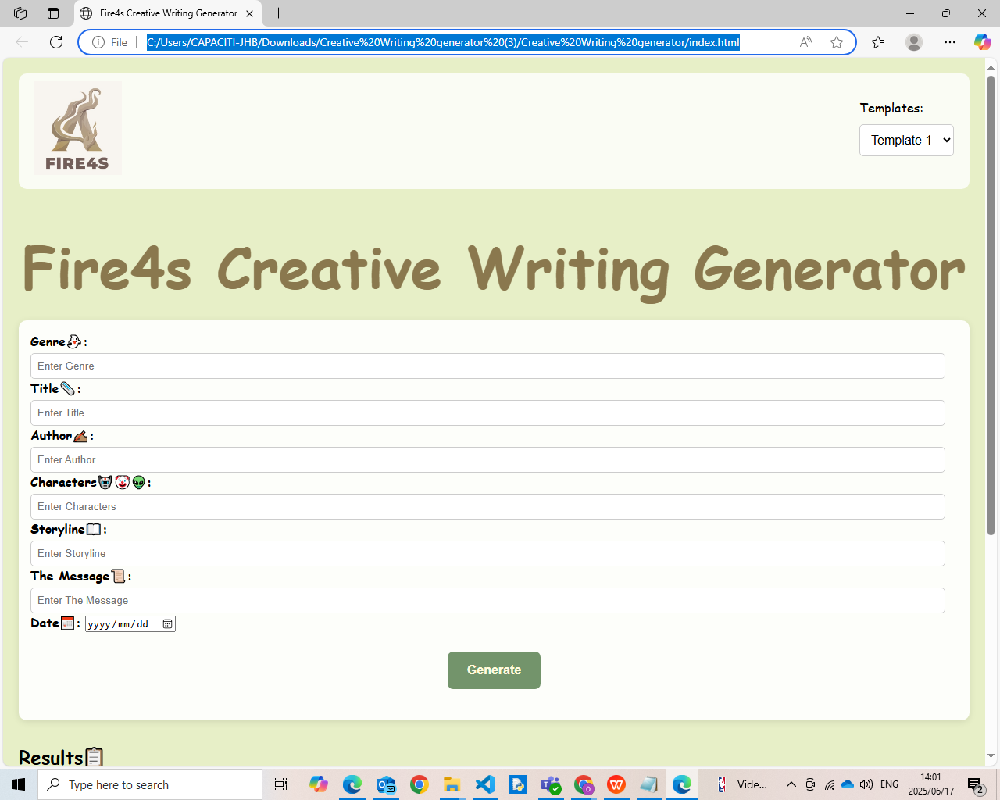 Fire4s Creative Writing Generator
File
C:/Users/CAPACITI-JHB/Downloads/Creative%20Writing%20generator%20(3)/Creative%20Writing%20generator/index.html
FIRE4S
Templates:
Template 1
Fire4s Creative Writing Generator
Genre👻:
Enter Genre
Title📎:
Enter Title
Author✍🏾:
Enter Author
Characters🤖🤡👽:
Enter Characters
Storyline📖:
Enter Storyline
The Message📜:
Enter The Message
Date📅: yyyy/mm/dd
Generate
Results📋
Type here to search
Vide...
ENG
14:01
2025/06/17
2